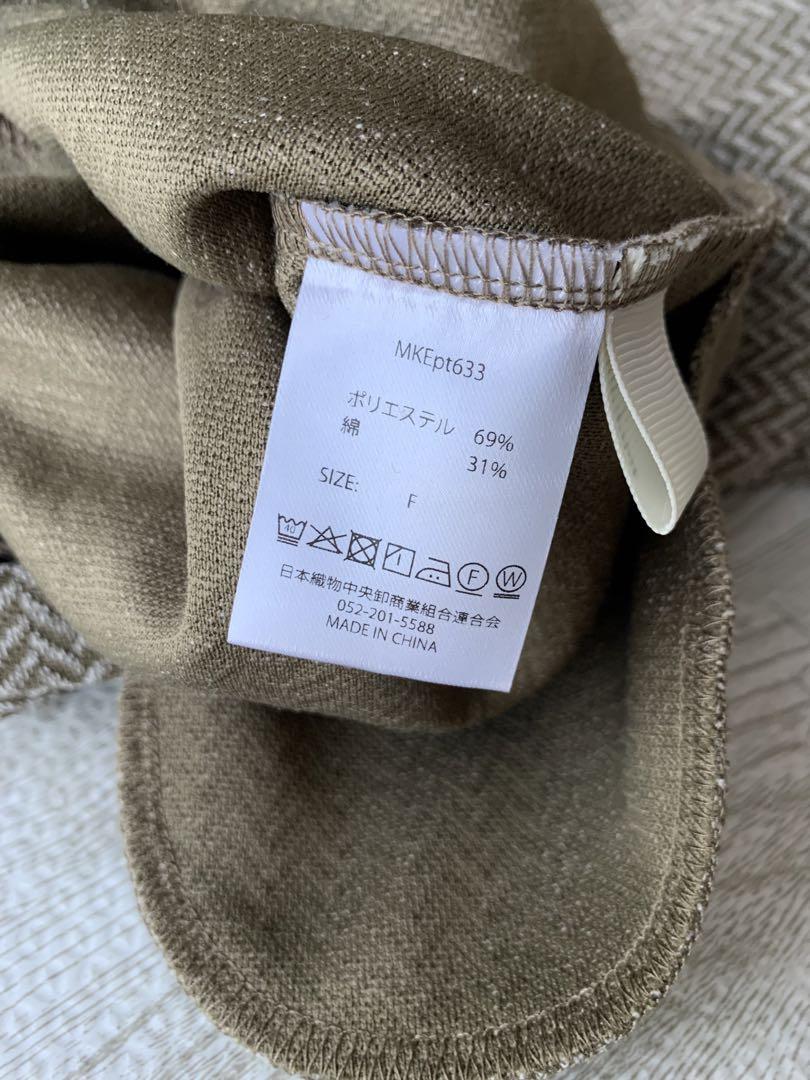 MKEpt633
ポリエステル 69%
綿 31%
SIZE: F
40 F W
日本織物中央卸商業組合連合会
052-201-5588
MADE IN CHINA